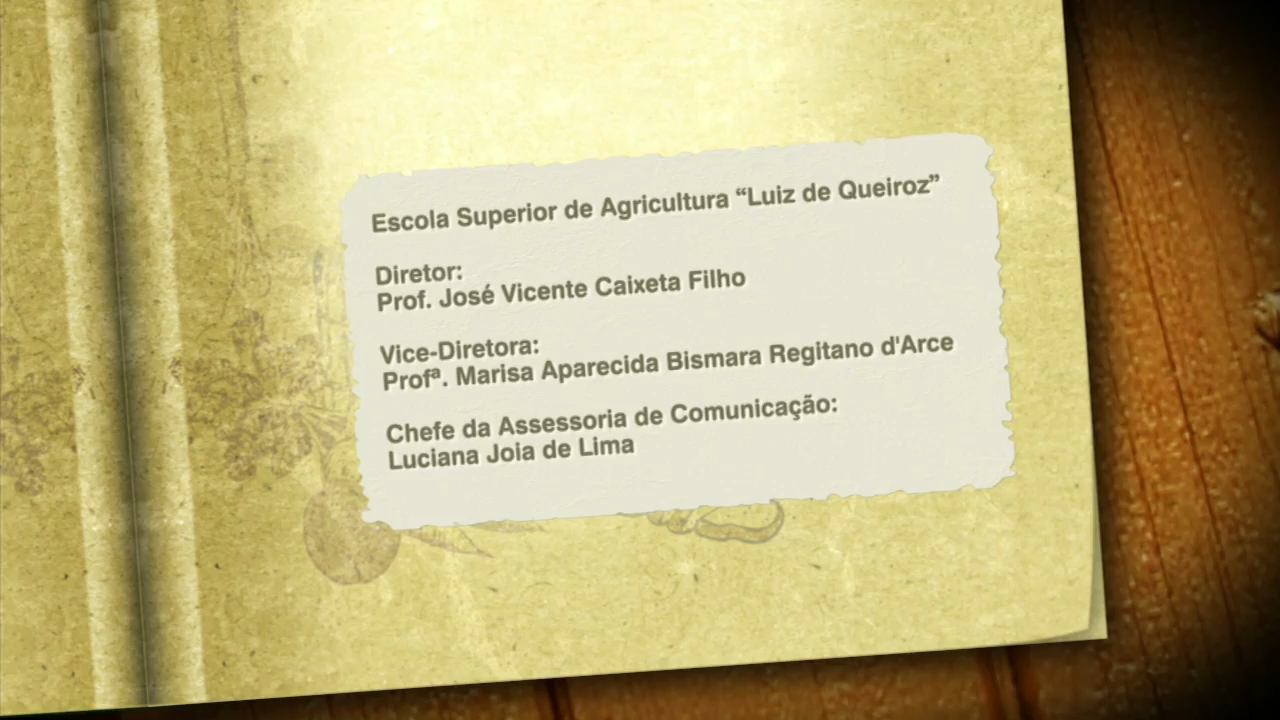 Escola Superior de Agricultura “Luiz de Queiroz”
Diretor:
Prof. José Vicente Caixeta Filho
Vice-Diretora:
Profª. Marisa Aparecida Bismara Regitano d'Arce
Chefe da Assessoria de Comunicação:
Luciana Joia de Lima